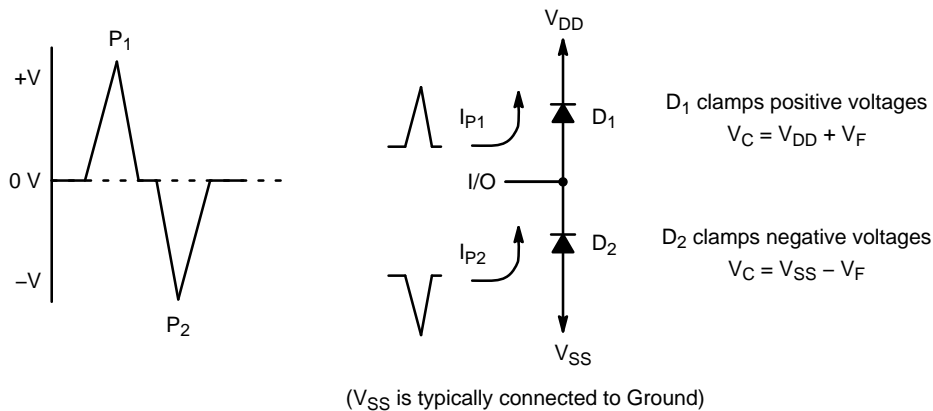 P1
+V
0 V
–V
P2
VDD
IP1
D1
D1 clamps positive voltages
VC = VDD + VF
I/O
IP2
D2
D2 clamps negative voltages
VC = VSS – VF
VSS
(VSS is typically connected to Ground)